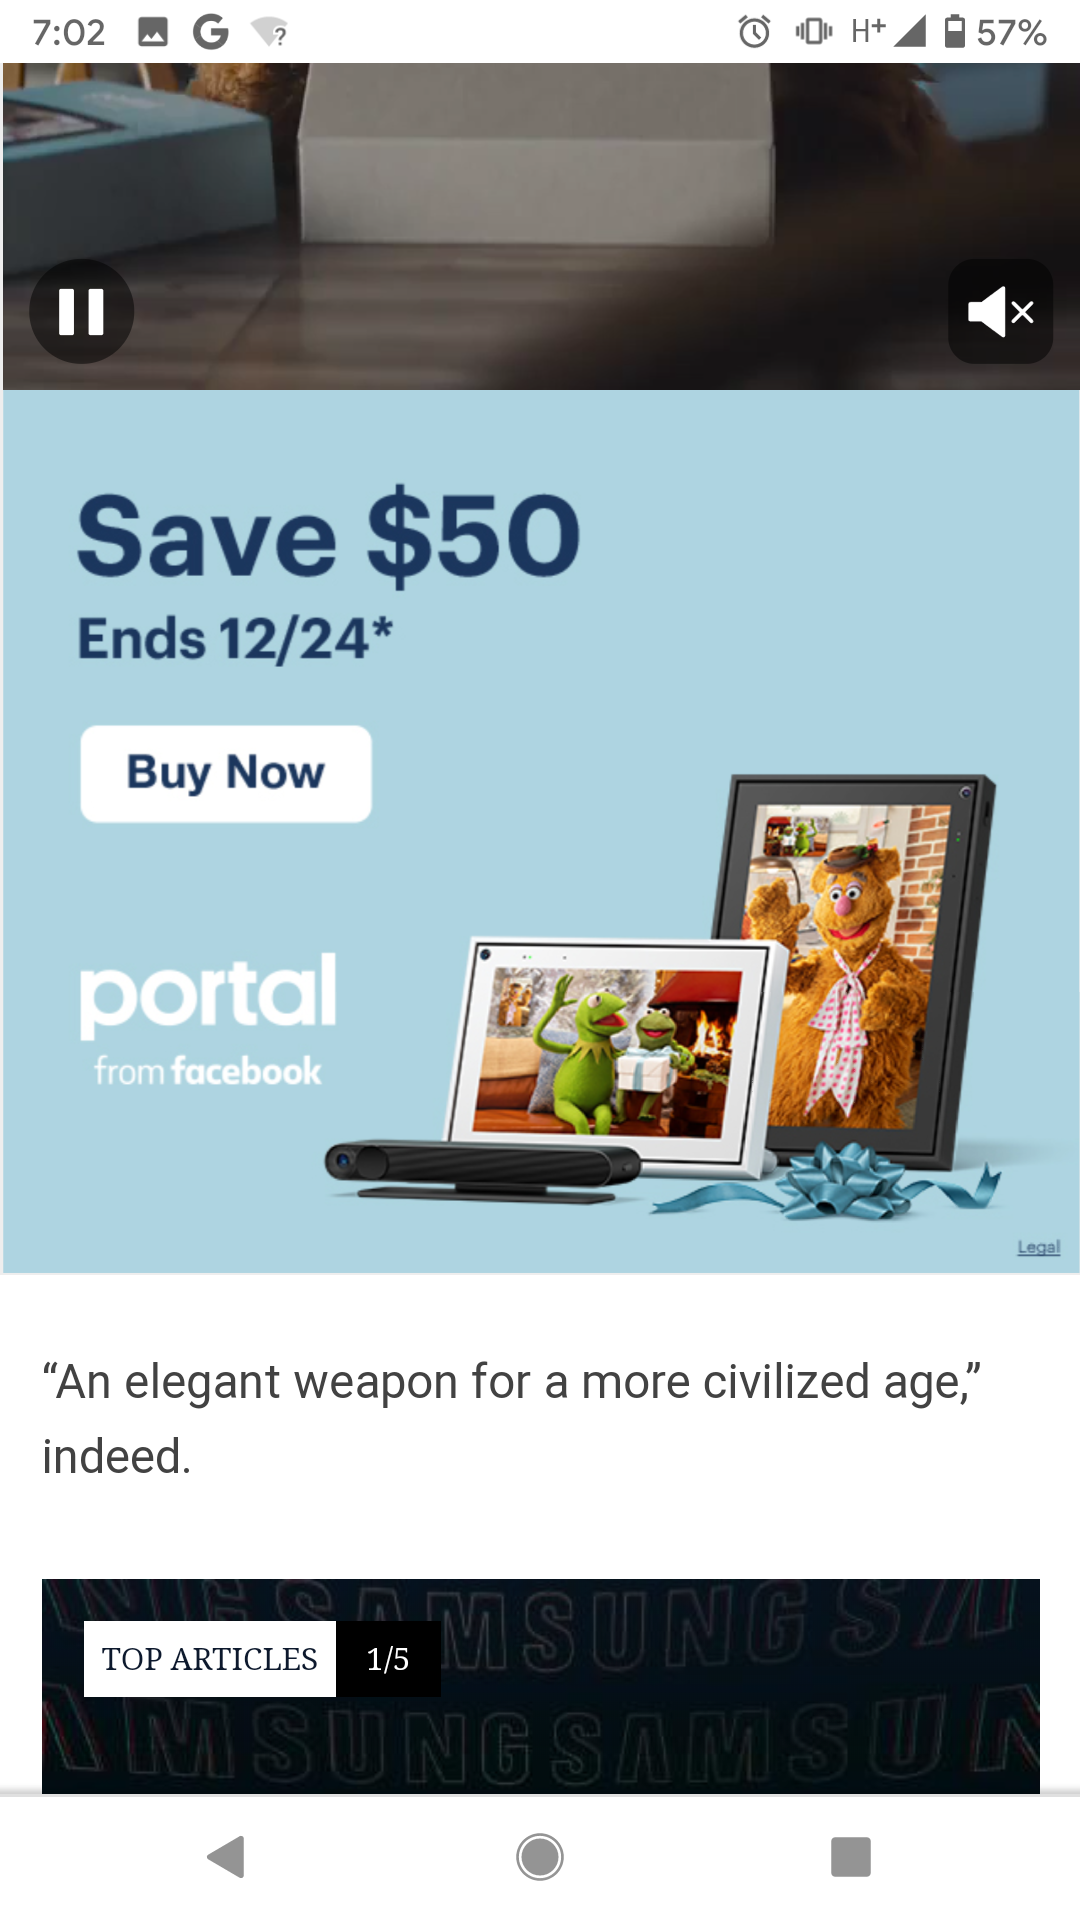 7:02
G
?
H+
57%
Save $50
Ends 12/24*
Buy Now
portal
from facebook
Legal
“An elegant weapon for a more civilized age,”
indeed.
SAMSUNGSA
TOP ARTICLES 1/5
AMSUNGSAMSUN